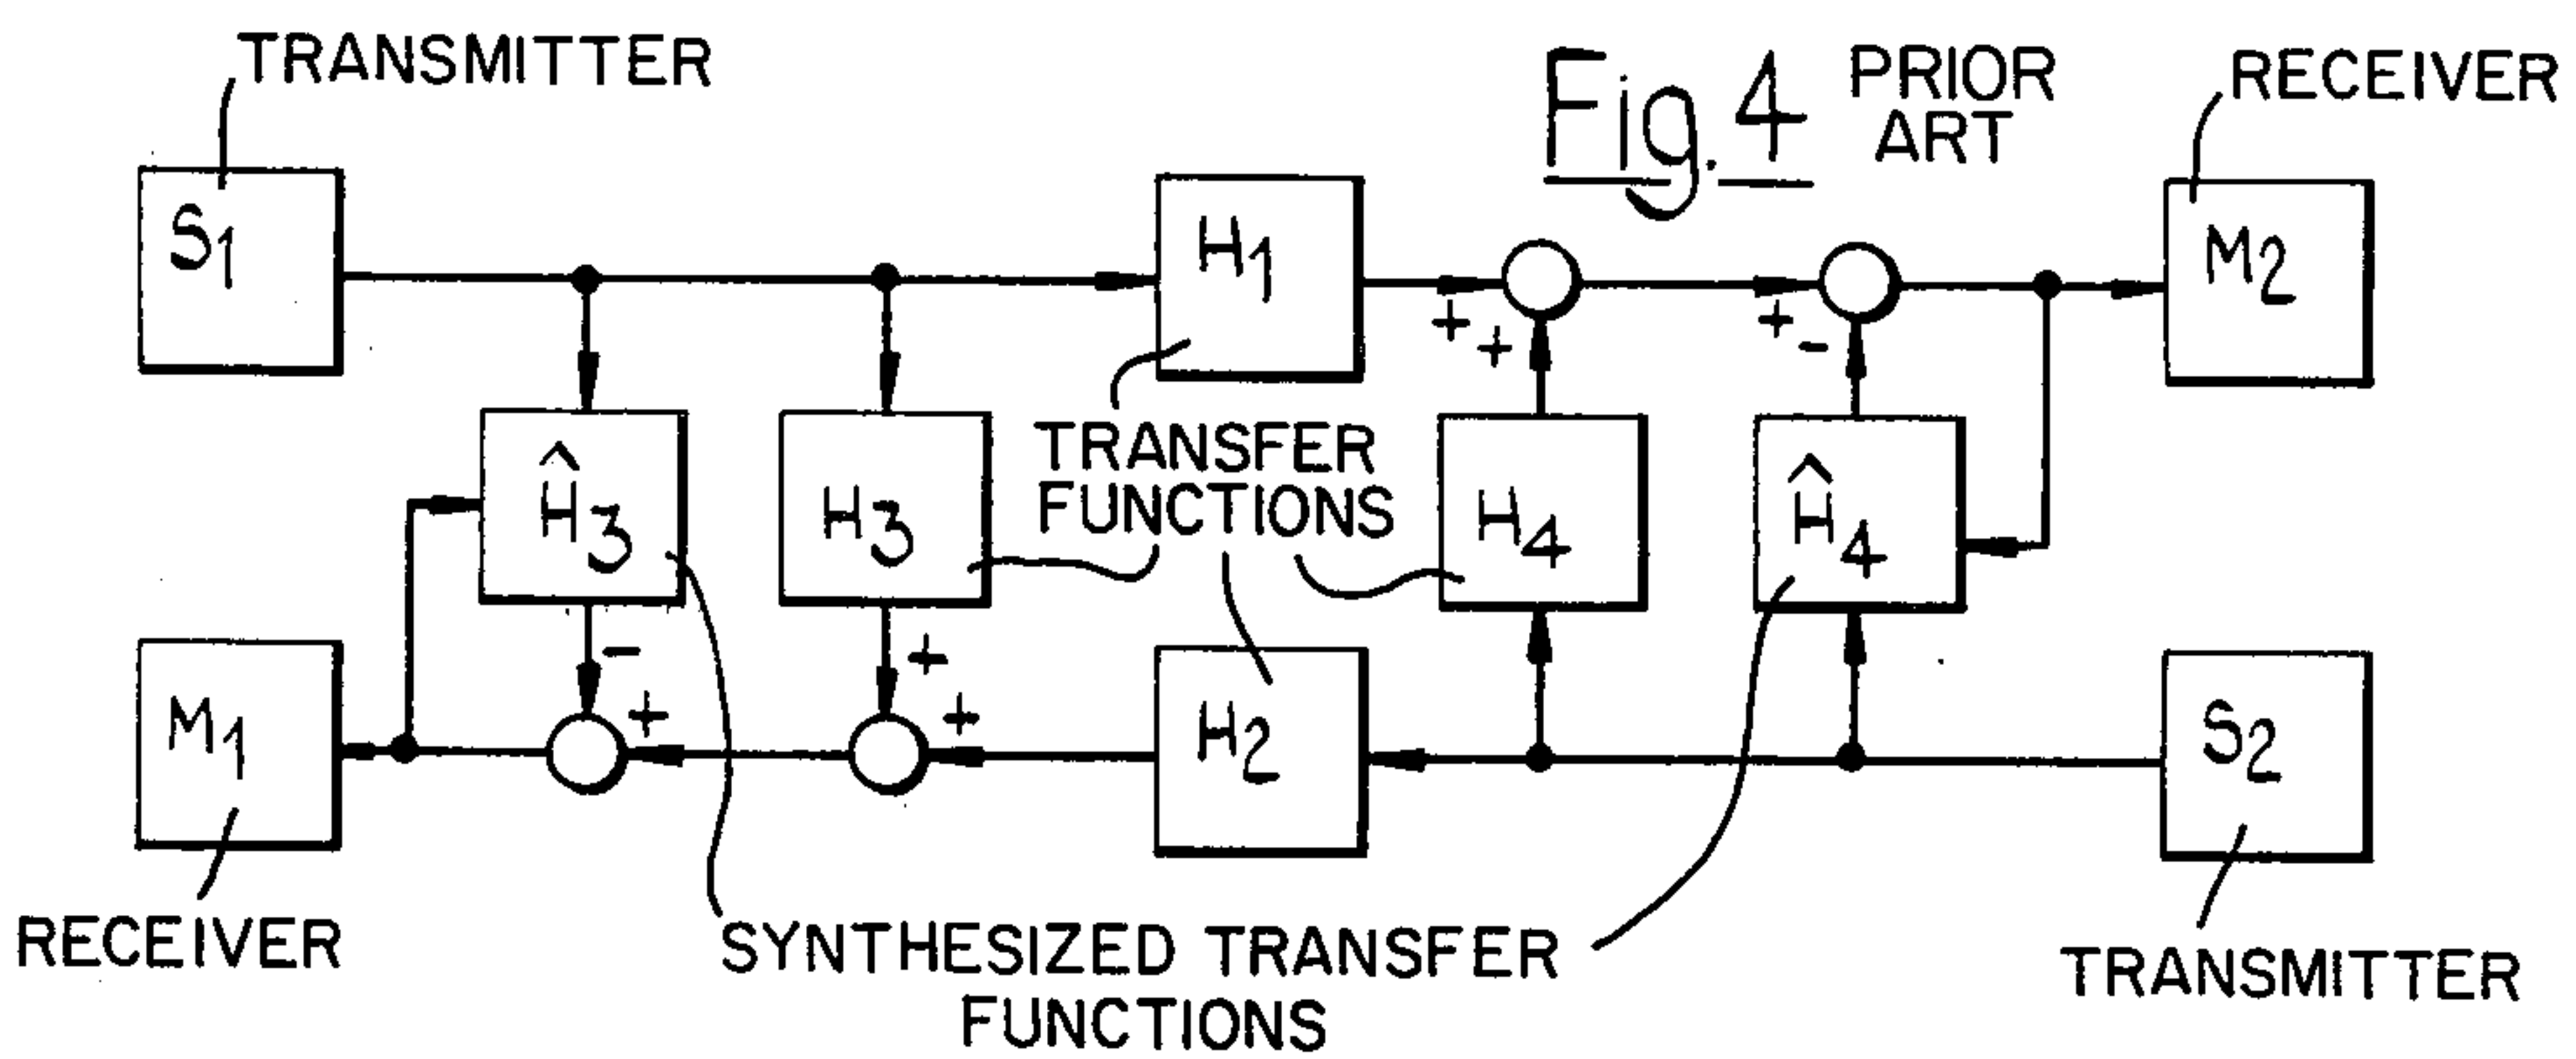 TRANSMITTER
Fig. 4
PRIOR
ART
RECEIVER
S1
H1
M2
+
+
+
-
Ĥ3
H3
TRANSFER
FUNCTIONS
H4
Ĥ4
-
+
+
+
M1
H2
S2
RECEIVER
SYNTHESIZED TRANSFER
FUNCTIONS
TRANSMITTER